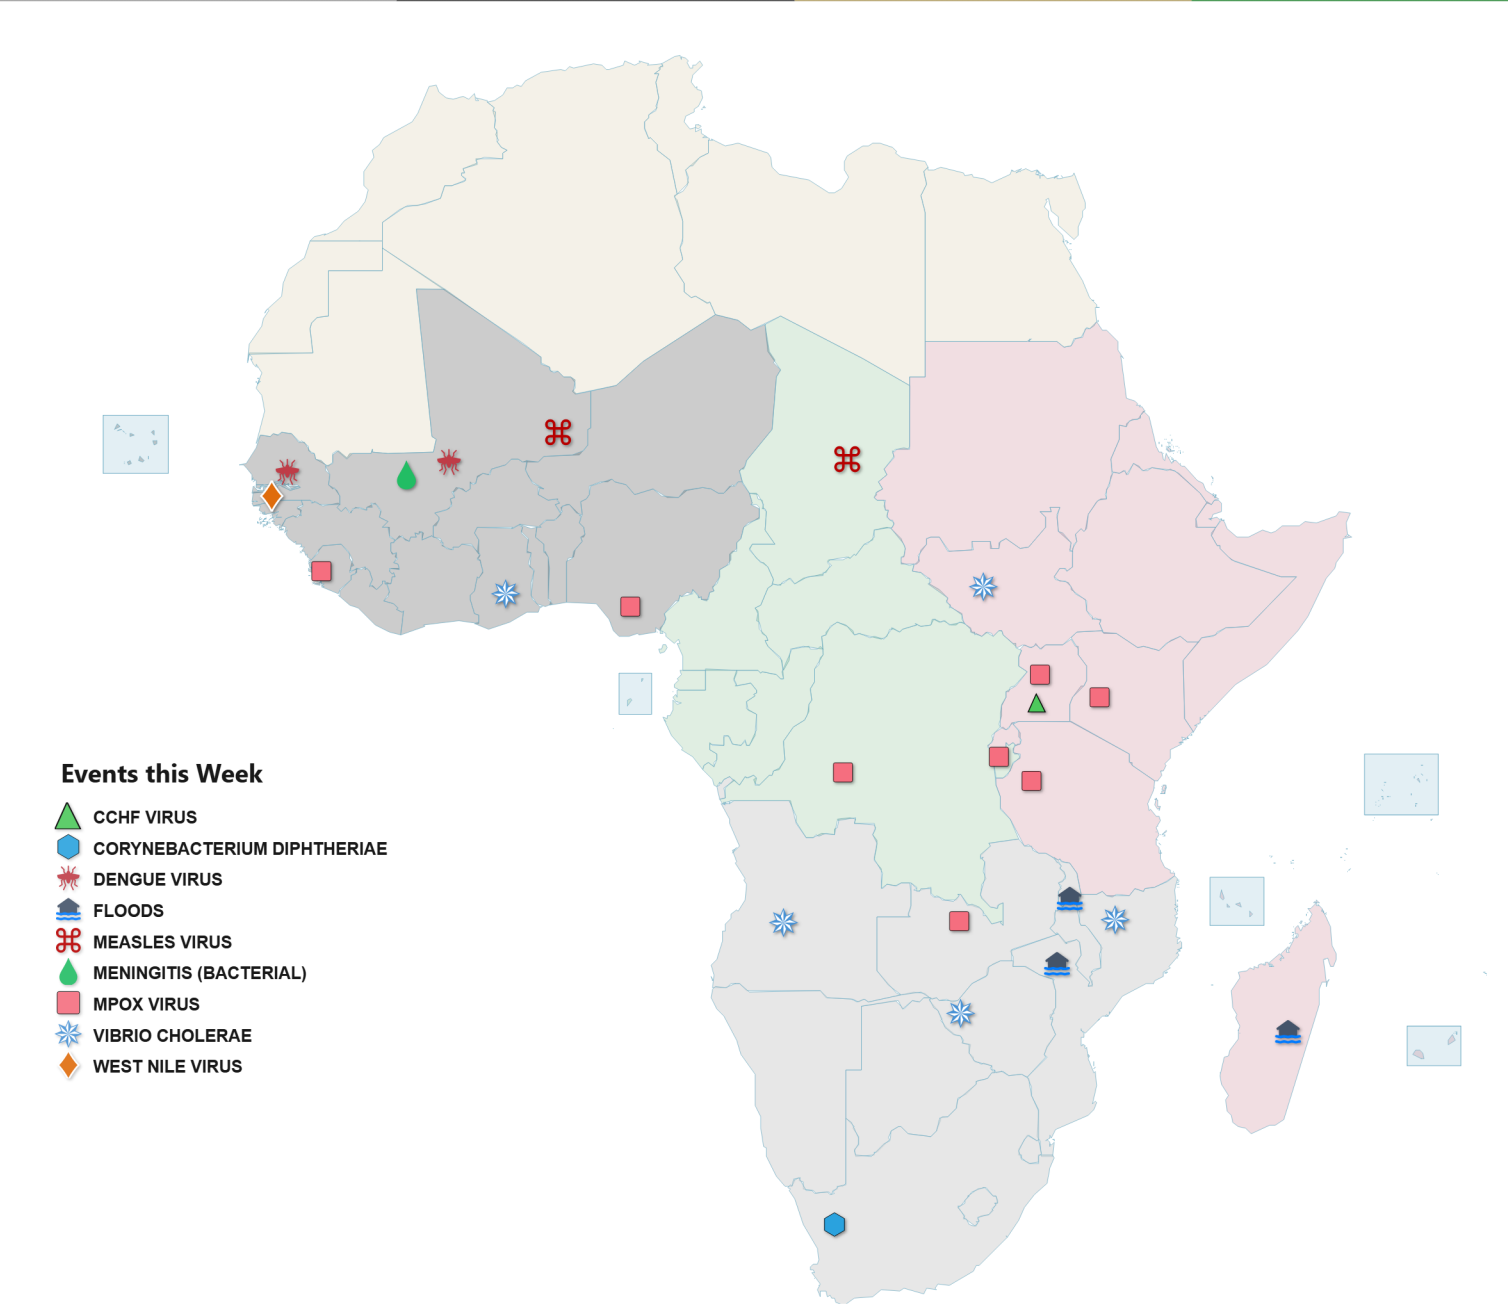 Events this Week
CCHF VIRUS
CORYNEBACTERIUM DIPHTHERIAE
DENGUE VIRUS
FLOODS
MEASLES VIRUS
MENINGITIS (BACTERIAL)
MPOX VIRUS
VIBRIO CHOLERAE
WEST NILE VIRUS